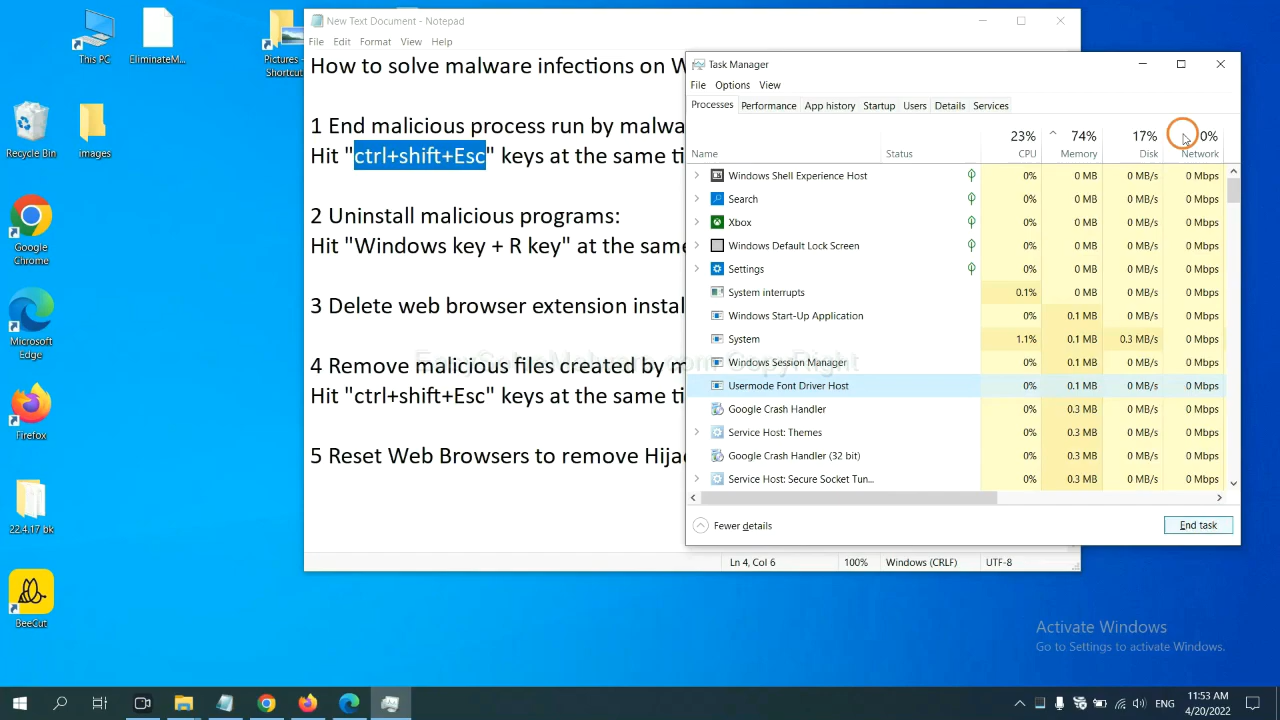 This PC
EliminateM...
Pictures - Shortcut
Recycle Bin
images
Google Chrome
Microsoft Edge
Firefox
22.4.17 bk
BeeCut
New Text Document - Notepad
File Edit Format View Help
How to solve malware infections on W
1 End malicious process run by malwa
Hit "ctrl+shift+Esc" keys at the same ti
2 Uninstall malicious programs:
Hit "Windows key + R key" at the same
3 Delete web browser extension instal
4 Remove malicious files created by m
Hit "ctrl+shift+Esc" keys at the same ti
5 Reset Web Browsers to remove Hijac
Ln 4, Col 6 100% Windows (CRLF) UTF-8
Task Manager
File Options View
Processes Performance App history Startup Users Details Services
23% 74% 17% 0%
Name Status CPU Memory Disk Network
Windows Shell Experience Host 0% 0 MB 0 MB/s 0 Mbps
Search 0% 0 MB 0 MB/s 0 Mbps
Xbox 0% 0 MB 0 MB/s 0 Mbps
Windows Default Lock Screen 0% 0 MB 0 MB/s 0 Mbps
Settings 0% 0 MB 0 MB/s 0 Mbps
System interrupts 0.1% 0 MB 0 MB/s 0 Mbps
Windows Start-Up Application 0% 0.1 MB 0 MB/s 0 Mbps
System 1.1% 0.1 MB 0.3 MB/s 0 Mbps
Windows Session Manager 0% 0.1 MB 0 MB/s 0 Mbps
Usermode Font Driver Host 0% 0.1 MB 0 MB/s 0 Mbps
Google Crash Handler 0% 0.3 MB 0 MB/s 0 Mbps
Service Host: Themes 0% 0.3 MB 0 MB/s 0 Mbps
Google Crash Handler (32 bit) 0% 0.3 MB 0 MB/s 0 Mbps
Service Host: Secure Socket Tun... 0% 0.3 MB 0 MB/s 0 Mbps
Fewer details End task
CopyRight
Activate Windows
Go to Settings to activate Windows.
ENG
11:53 AM
4/20/2022